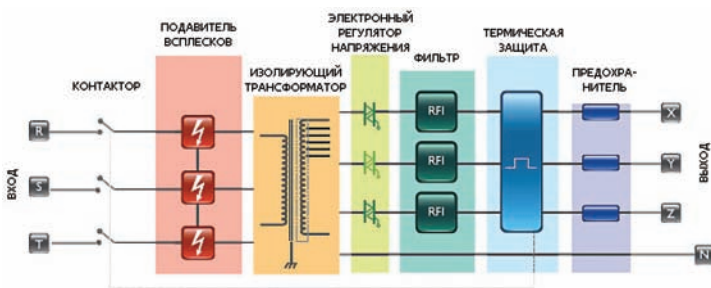 ПОДАВИТЕЛЬ
ВСПЛЕСКОВ
ЭЛЕКТРОННЫЙ
РЕГУЛЯТОР
НАПРЯЖЕНИЯ
ТЕРМИЧЕСКАЯ
ЗАЩИТА
ФИЛЬТР
ИЗОЛИРУЮЩИЙ
ТРАНСФОРМАТОР
ПРЕДОХРА-
НИТЕЛЬ
КОНТАКТОР
ВХОД
R
S
T
RFI
RFI
RFI
X
Y
Z
N
ВЫХОД